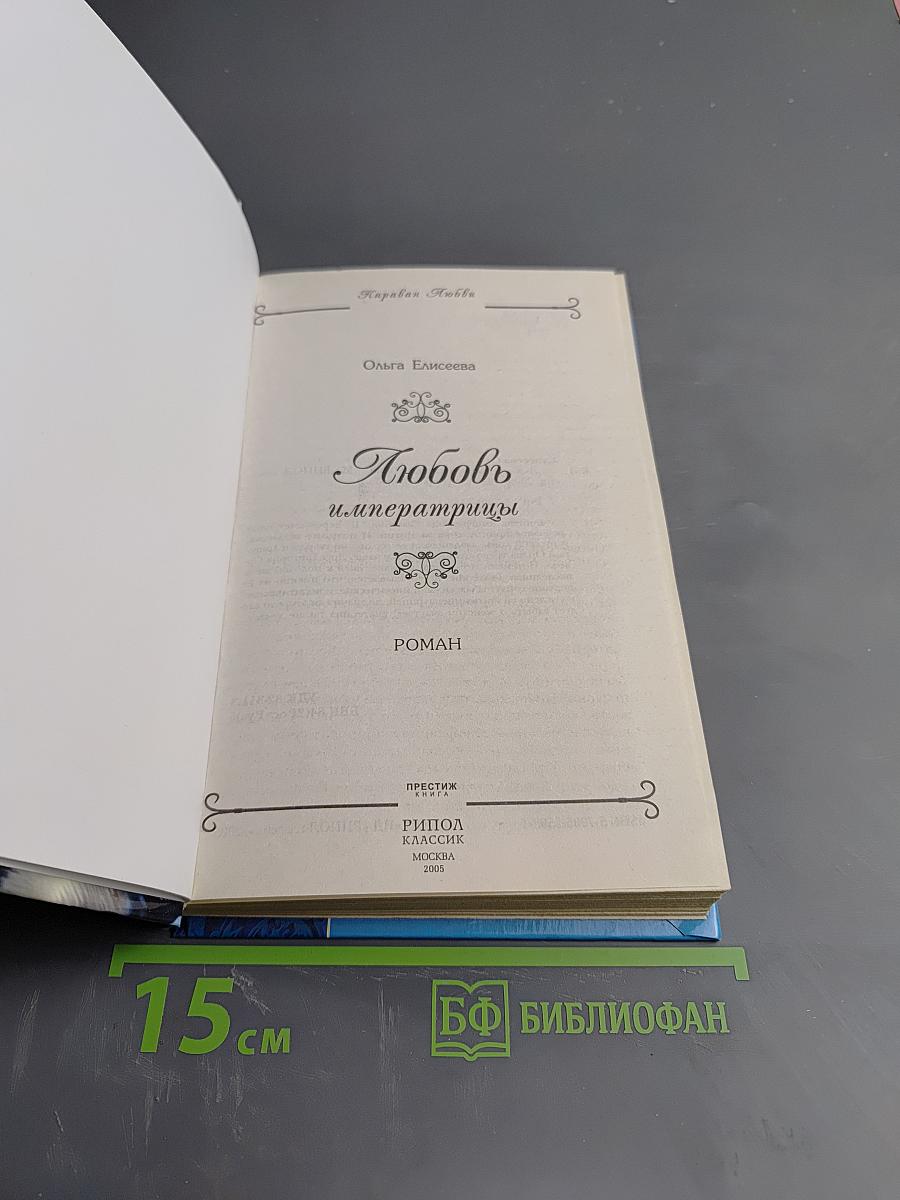 Караван Любви
Ольга Елисеева
Любовь
императрицы
РОМАН
ПРЕСТИЖ
КНИГА
РИПОЛ
КЛАССИК
МОСКВА
2005
15 см
БФ БИБЛИОФАН